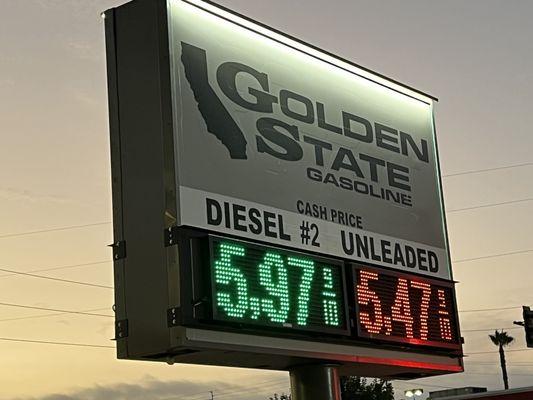 GOLDEN
STATE
GASOLINE
CASH PRICE
DIESEL #2 UNLEADED
5.97 9/10 5.47 9/10